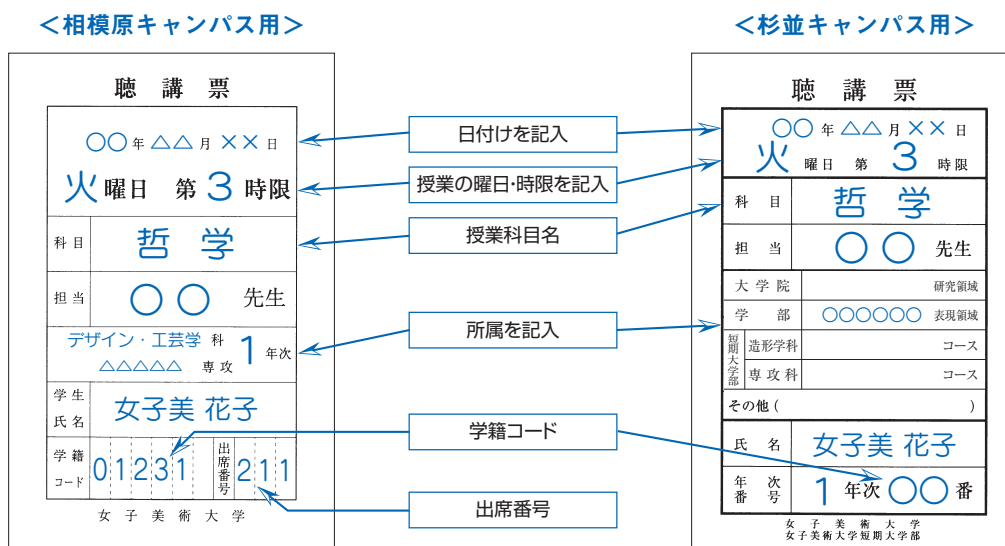 ＜相模原キャンパス用＞
聴講票
○○年△△月××日
火曜日 第3時限
科目 哲学
担当 ○○ 先生
デザイン・工芸学 科
△△△△△ 専攻 1 年次
学生氏名 女子美 花子
学籍コード 01231 出席番号 211
女子美術大学
日付けを記入
授業の曜日・時限を記入
授業科目名
所属を記入
学籍コード
出席番号
＜杉並キャンパス用＞
聴講票
○○年△△月××日
火曜日 第3時限
科目 哲学
担当 ○○ 先生
大学院 研究領域
学部 ○○○○○○ 表現領域
短期大学部 造形学科 コース
専攻科 コース
その他（ ）
氏名 女子美 花子
年次番号 1 年次 ○○ 番
女子美術大学
女子美術大学短期大学部